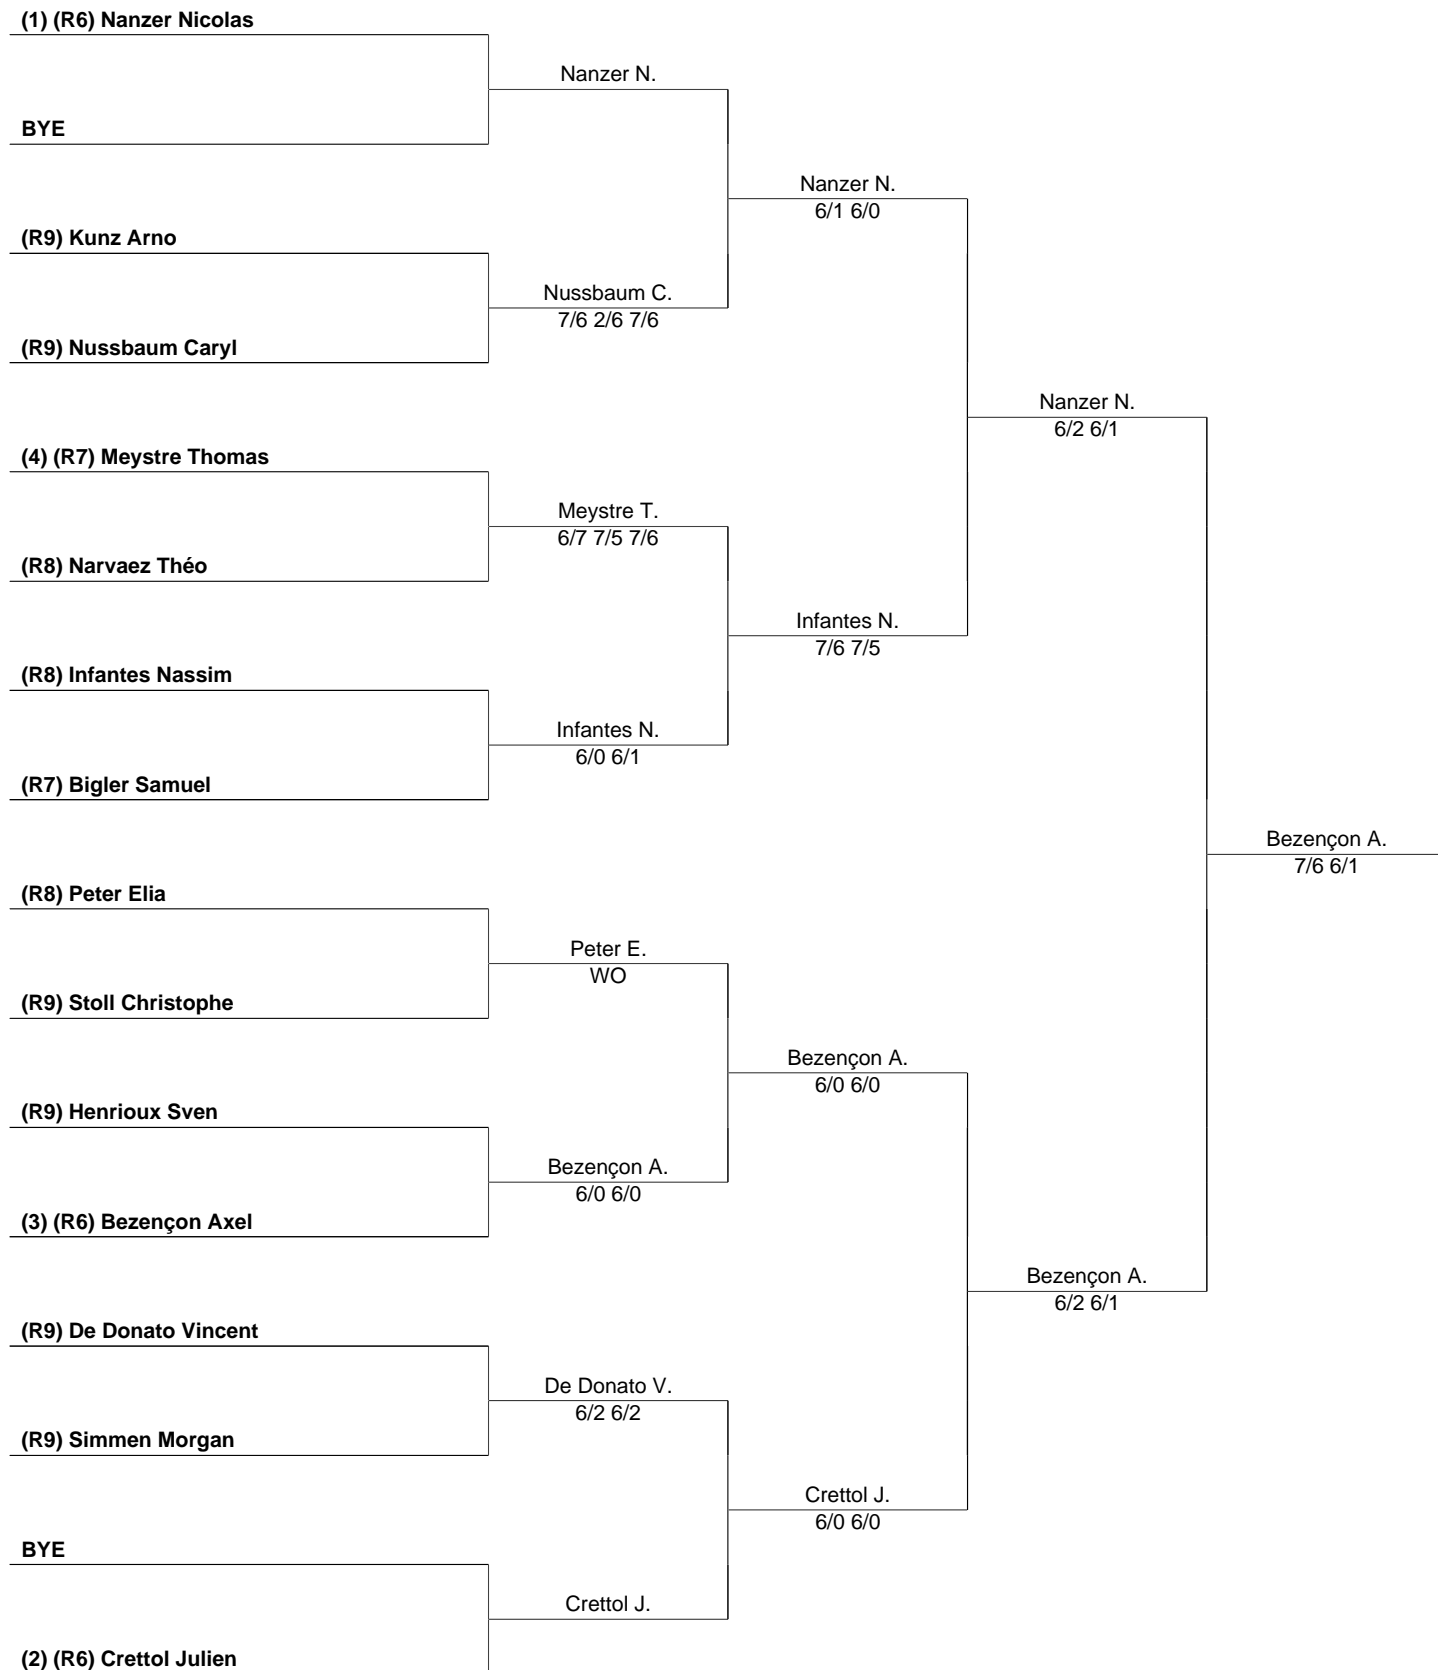 (1) (R6) Nanzer Nicolas
Nanzer N.
BYE
Nanzer N.
6/1 6/0
(R9) Kunz Arno
Nussbaum C.
7/6 2/6 7/6
(R9) Nussbaum Caryl
Nanzer N.
6/2 6/1
(4) (R7) Meystre Thomas
Meystre T.
6/7 7/5 7/6
(R8) Narvaez Théo
Infantes N.
7/6 7/5
(R8) Infantes Nassim
Infantes N.
6/0 6/1
(R7) Bigler Samuel
Bezençon A.
7/6 6/1
(R8) Peter Elia
Peter E.
WO
(R9) Stoll Christophe
Bezençon A.
6/0 6/0
(R9) Henrioux Sven
Bezençon A.
6/0 6/0
(3) (R6) Bezençon Axel
Bezençon A.
6/2 6/1
(R9) De Donato Vincent
De Donato V.
6/2 6/2
(R9) Simmen Morgan
Crettol J.
6/0 6/0
BYE
Crettol J.
(2) (R6) Crettol Julien